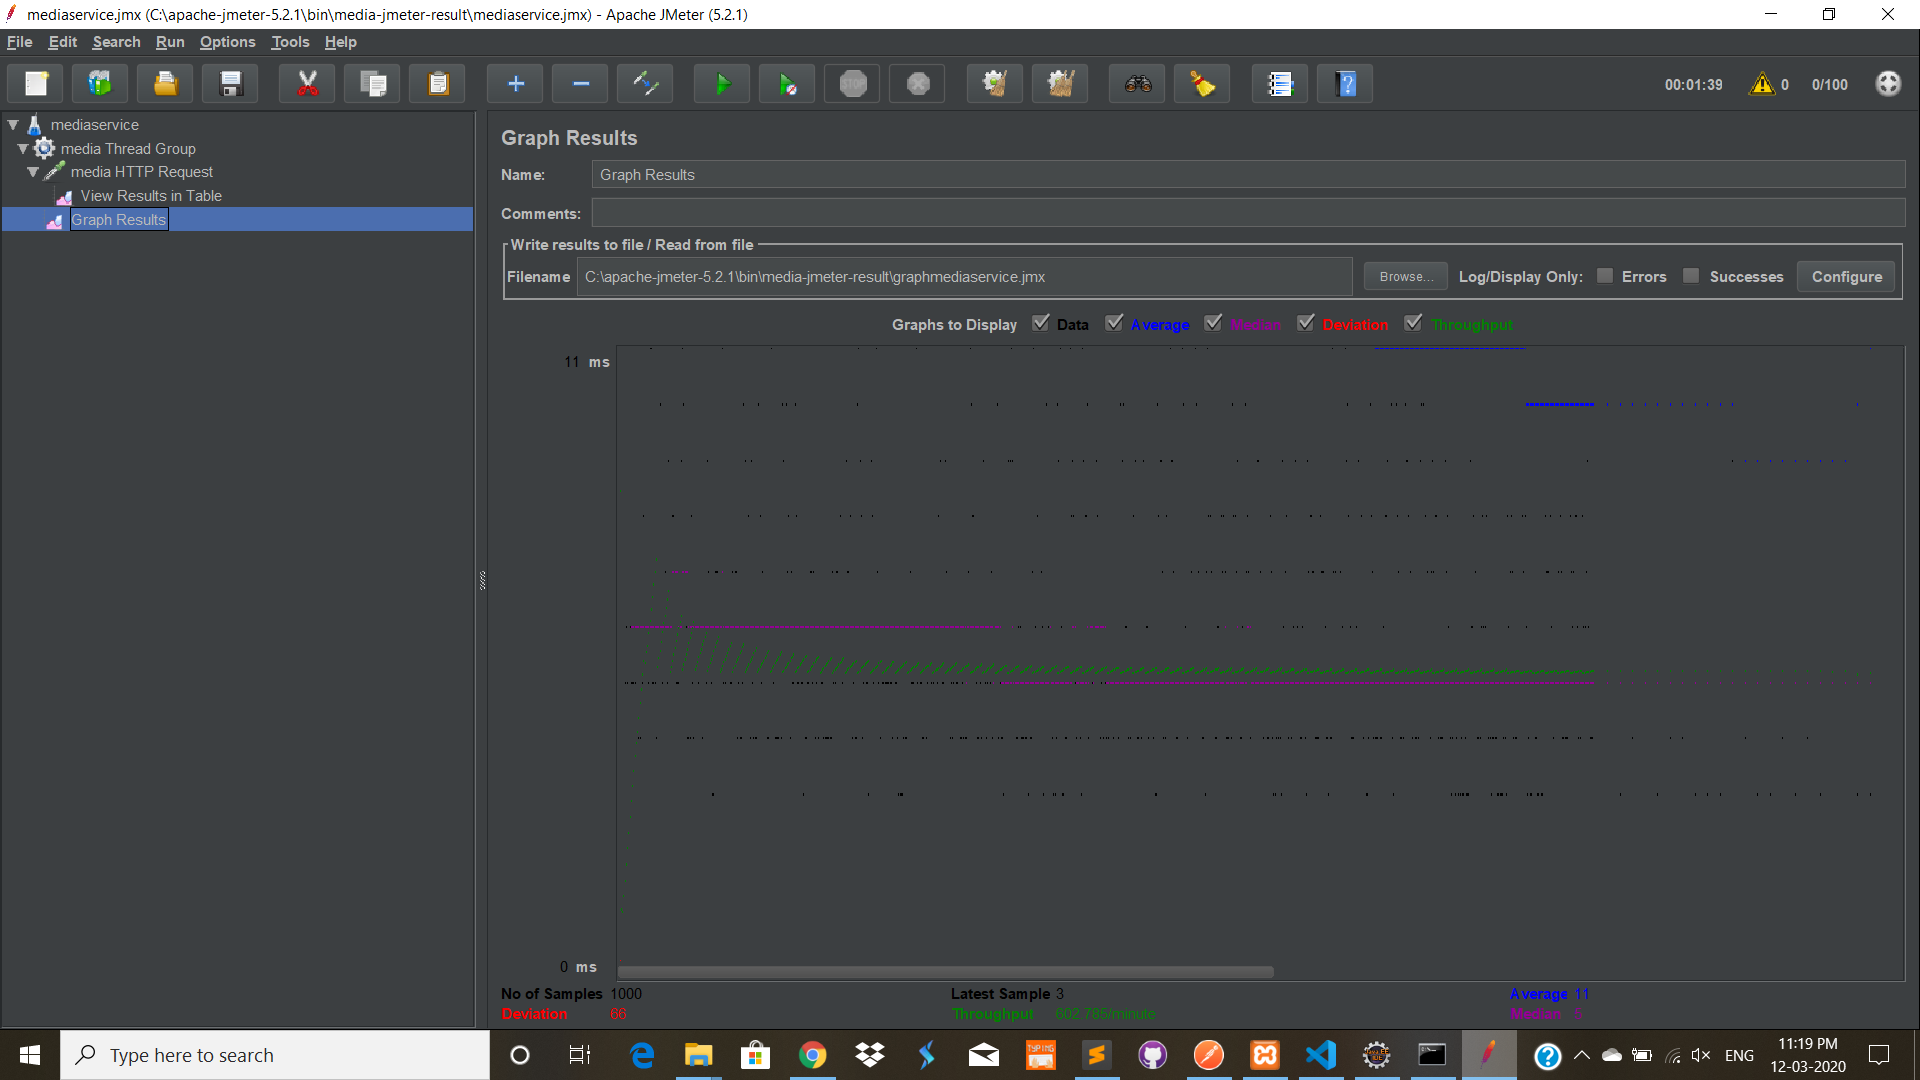 mediaservice.jmx (C:\apache-jmeter-5.2.1\bin\media-jmeter-result\mediaservice.jmx) - Apache JMeter (5.2.1)
File Edit Search Run Options Tools Help
STOP 00:01:39 0 0/100
mediaservice
media Thread Group
media HTTP Request
View Results in Table
Graph Results
Graph Results
Name: Graph Results
Comments:
Write results to file / Read from file
Filename C:\apache-jmeter-5.2.1\bin\media-jmeter-result\graphmediaservice.jmx Browse... Log/Display Only: Errors Successes Configure
Graphs to Display Data Average Median Deviation Throughput
11 ms
0 ms
No of Samples 1000 Latest Sample 3 Average 11
Deviation 66 Throughput 602.785/minute Median 5
Type here to search
TYPING
ENG
11:19 PM
12-03-2020